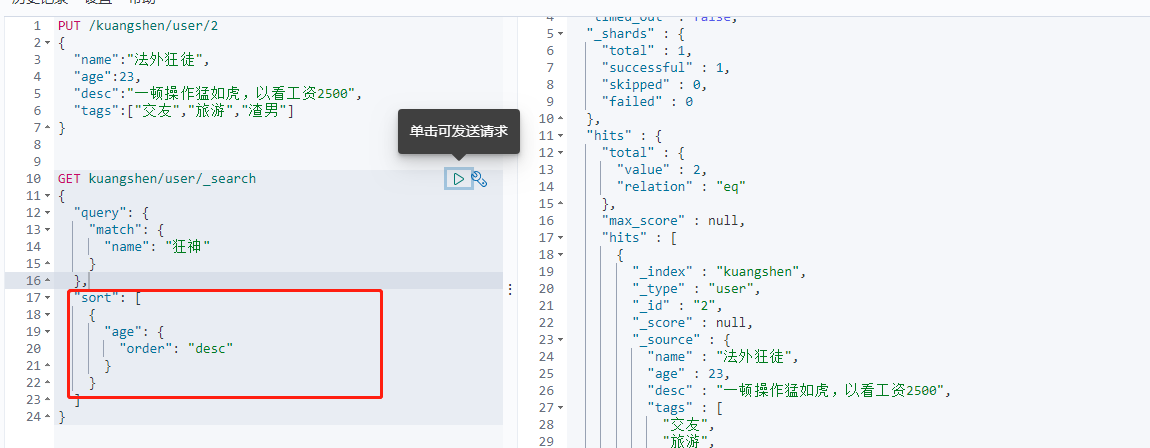 历史记录 设置 帮助
1 PUT /kuangshen/user/2
2 {
3 "name":"法外狂徒",
4 "age":23,
5 "desc":"一顿操作猛如虎，以看工资2500",
6 "tags":["交友","旅游","渣男"]
7 }
8
9
10 GET kuangshen/user/_search
11 {
12 "query": {
13 "match": {
14 "name": "狂神"
15 }
16 },
17 "sort": [
18 {
19 "age": {
20 "order": "desc"
21 }
22 }
23 ]
24 }
单击可发送请求
4 "timed_out" : false,
5 "_shards" : {
6 "total" : 1,
7 "successful" : 1,
8 "skipped" : 0,
9 "failed" : 0
10 },
11 "hits" : {
12 "total" : {
13 "value" : 2,
14 "relation" : "eq"
15 },
16 "max_score" : null,
17 "hits" : [
18 {
19 "_index" : "kuangshen",
20 "_type" : "user",
21 "_id" : "2",
22 "_score" : null,
23 "_source" : {
24 "name" : "法外狂徒",
25 "age" : 23,
26 "desc" : "一顿操作猛如虎，以看工资2500",
27 "tags" : [
28 "交友",
29 "旅游",